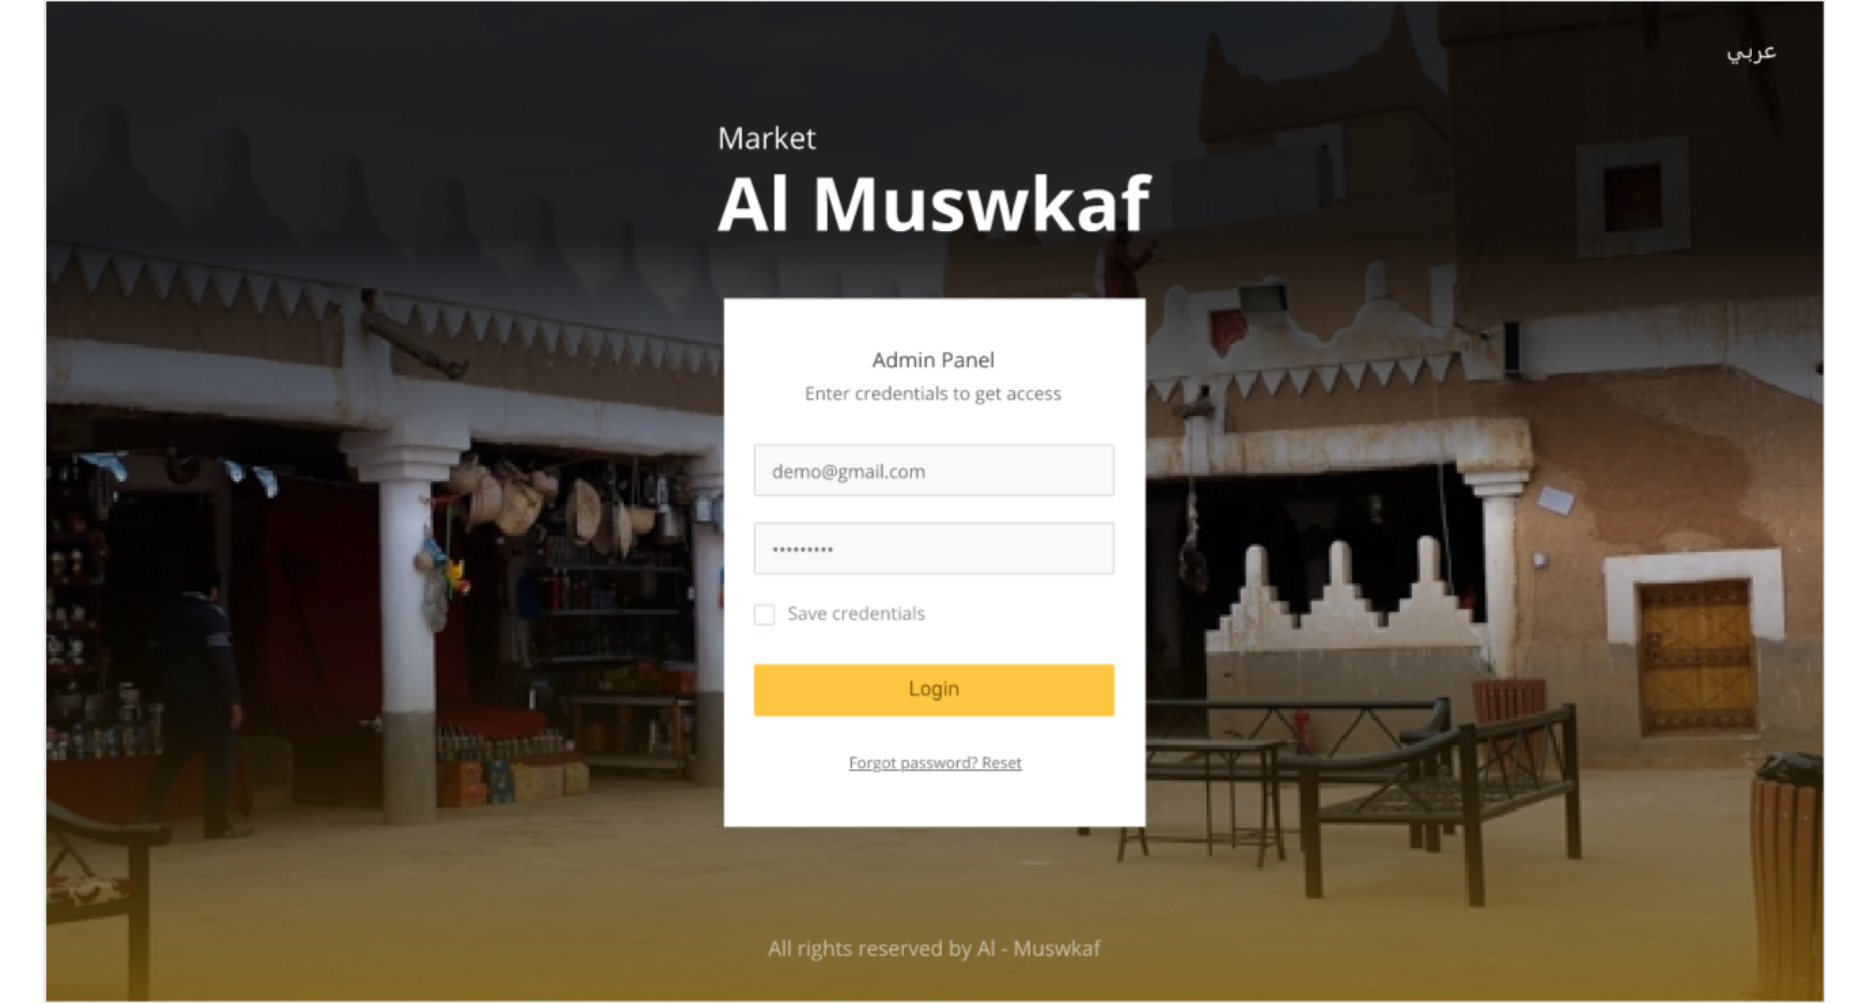 عربي
Market
Al Muswkaf
Admin Panel
Enter credentials to get access
demo@gmail.com
•••••••••
Save credentials
Login
Forgot password? Reset
All rights reserved by Al - Muswkaf